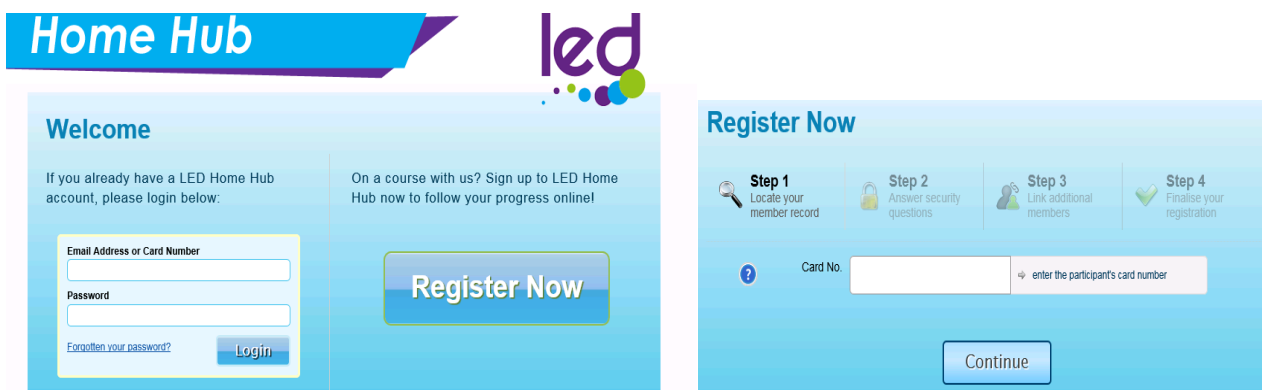 Home Hub
led
Welcome
If you already have a LED Home Hub
account, please login below:
Email Address or Card Number
Password
Forgotten your password?
Login
On a course with us? Sign up to LED Home
Hub now to follow your progress online!
Register Now
Register Now
Step 1
Locate your
member record
Step 2
Answer security
questions
Step 3
Link additional
members
Step 4
Finalise your
registration
?
Card No.
enter the participant's card number
Continue